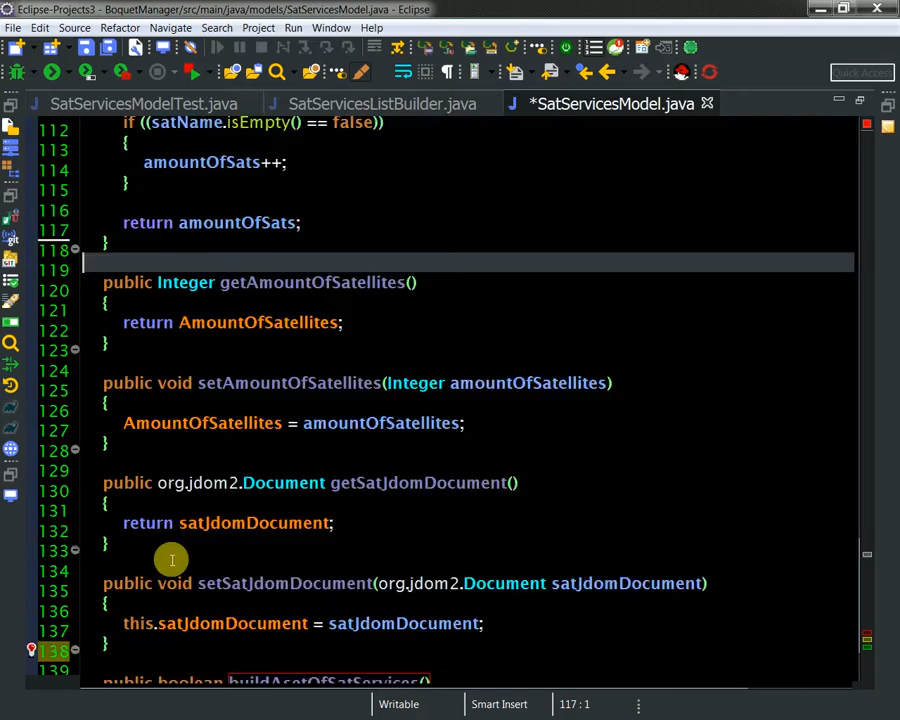 Eclipse-Projects3 - BoquetManager/src/main/java/models/SatServicesModel.java - Eclipse
File Edit Source Refactor Navigate Search Project Run Window Help
Quick Access
SatServicesModelTest.java SatServicesListBuilder.java *SatServicesModel.java
112 if ((satName.isEmpty() == false))
113 {
114 amountOfSats++;
115 }
116
117 return amountOfSats;
118 }
119
120 public Integer getAmountOfSatellites()
121 {
122 return AmountOfSatellites;
123 }
124
125 public void setAmountOfSatellites(Integer amountOfSatellites)
126 {
127 AmountOfSatellites = amountOfSatellites;
128 }
129
130 public org.jdom2.Document getSatJdomDocument()
131 {
132 return satJdomDocument;
133 }
134
135 public void setSatJdomDocument(org.jdom2.Document satJdomDocument)
136 {
137 this.satJdomDocument = satJdomDocument;
138 }
139
public boolean buildAsetOfSatServices()
Writable Smart Insert 117 : 1